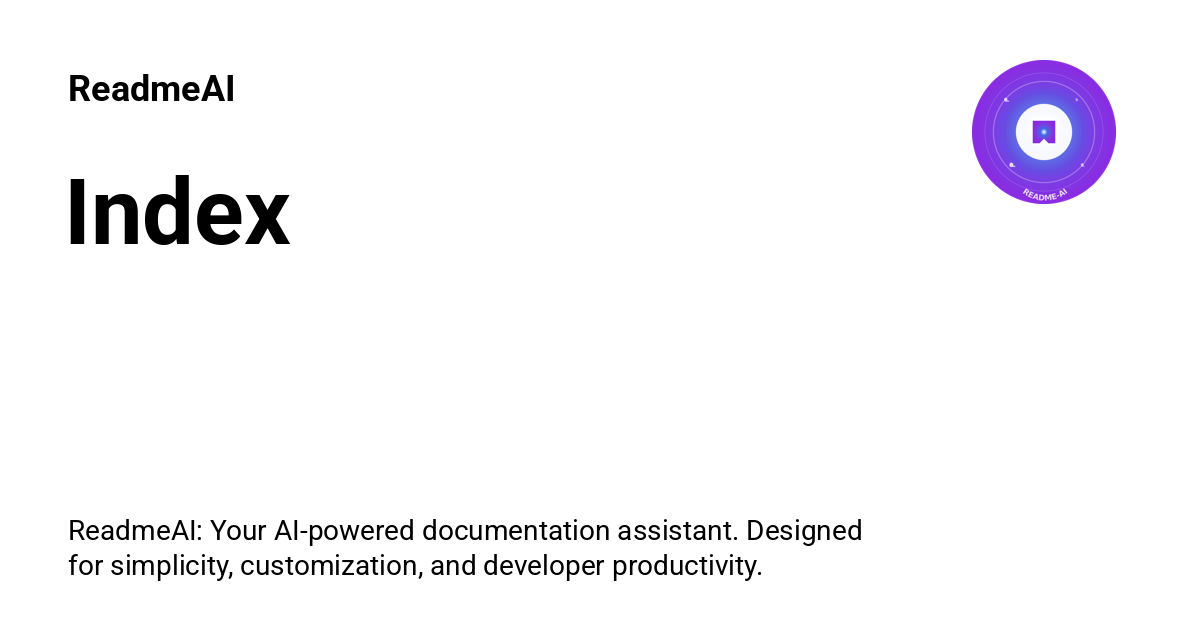 ReadmeAI
README-AI
Index
ReadmeAI: Your AI-powered documentation assistant. Designed
for simplicity, customization, and developer productivity.